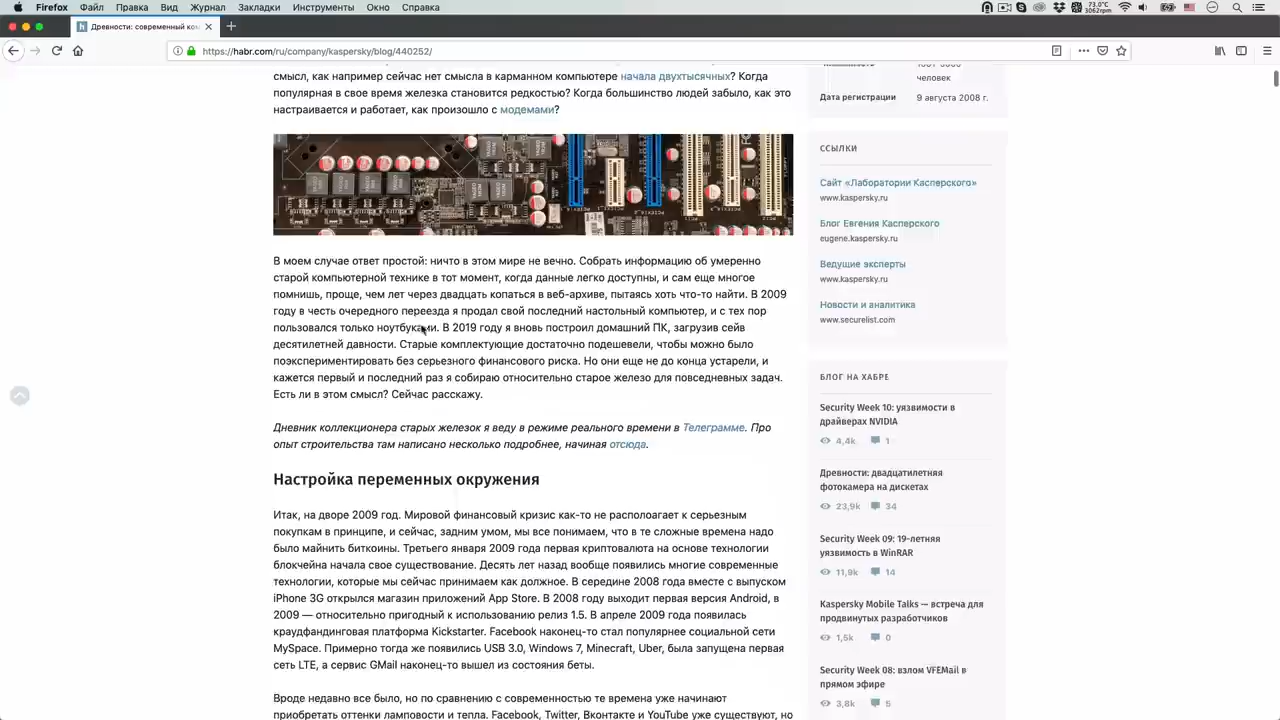 Firefox Файл Правка Вид Журнал Закладки Инструменты Окно Справка
73.0°C
3062rpm
Древности: современный ком
https://habr.com/ru/company/kaspersky/blog/440252/
смысл, как например сейчас нет смысла в карманном компьютере начала двухтысячных? Когда
популярная в свое время железка становится редкостью? Когда большинство людей забыло, как это
настраивается и работает, как произошло с модемами?
В моем случае ответ простой: ничто в этом мире не вечно. Собрать информацию об умеренно
старой компьютерной технике в тот момент, когда данные легко доступны, и сам еще многое
помнишь, проще, чем лет через двадцать копаться в веб-архиве, пытаясь хоть что-то найти. В 2009
году в честь очередного переезда я продал свой последний настольный компьютер, и с тех пор
пользовался только ноутбуками. В 2019 году я вновь построил домашний ПК, загрузив сейв
десятилетней давности. Старые комплектующие достаточно подешевели, чтобы можно было
поэкспериментировать без серьезного финансового риска. Но они еще не до конца устарели, и
кажется первый и последний раз я собираю относительно старое железо для повседневных задач.
Есть ли в этом смысл? Сейчас расскажу.
Дневник коллекционера старых железок я веду в режиме реального времени в Телеграмме. Про
опыт строительства там написано несколько подробнее, начиная отсюда.
Настройка переменных окружения
Итак, на дворе 2009 год. Мировой финансовый кризис как-то не располоагает к серьезным
покупкам в принципе, и сейчас, задним умом, мы все понимаем, что в те сложные времена надо
было майнить биткоины. Третьего января 2009 года первая криптовалюта на основе технологии
блокчейна начала свое существование. Десять лет назад вообще появились многие современные
технологии, которые мы сейчас принимаем как должное. В середине 2008 года вместе с выпуском
iPhone 3G открылся магазин приложений App Store. В 2008 году выходит первая версия Android, в
2009 — относительно пригодный к использованию релиз 1.5. В апреле 2009 года появилась
краудфандинговая платформа Kickstarter. Facebook наконец-то стал популярнее социальной сети
MySpace. Примерно тогда же появились USB 3.0, Windows 7, Minecraft, Uber, была запущена первая
сеть LTE, а сервис GMail наконец-то вышел из состояния беты.
Вроде недавно все было, но по сравнению с современностью те времена уже начинают
приобретать оттенки ламповости и тепла. Facebook, Twitter, Вконтакте и YouTube уже существуют, но
человек
Дата регистрации 9 августа 2008 г.
ССЫЛКИ
Сайт «Лаборатории Касперского»
www.kaspersky.ru
Блог Евгения Касперского
eugene.kaspersky.ru
Ведущие эксперты
www.kaspersky.ru
Новости и аналитика
www.securelist.com
БЛОГ НА ХАБРЕ
Security Week 10: уязвимости в
драйверах NVIDIA
4,4k 1
Древности: двадцатилетняя
фотокамера на дискетах
23,9k 34
Security Week 09: 19-летняя
уязвимость в WinRAR
11,9k 14
Kaspersky Mobile Talks — встреча для
продвинутых разработчиков
1,5k 0
Security Week 08: взлом VFEMail в
прямом эфире
3,8k 5